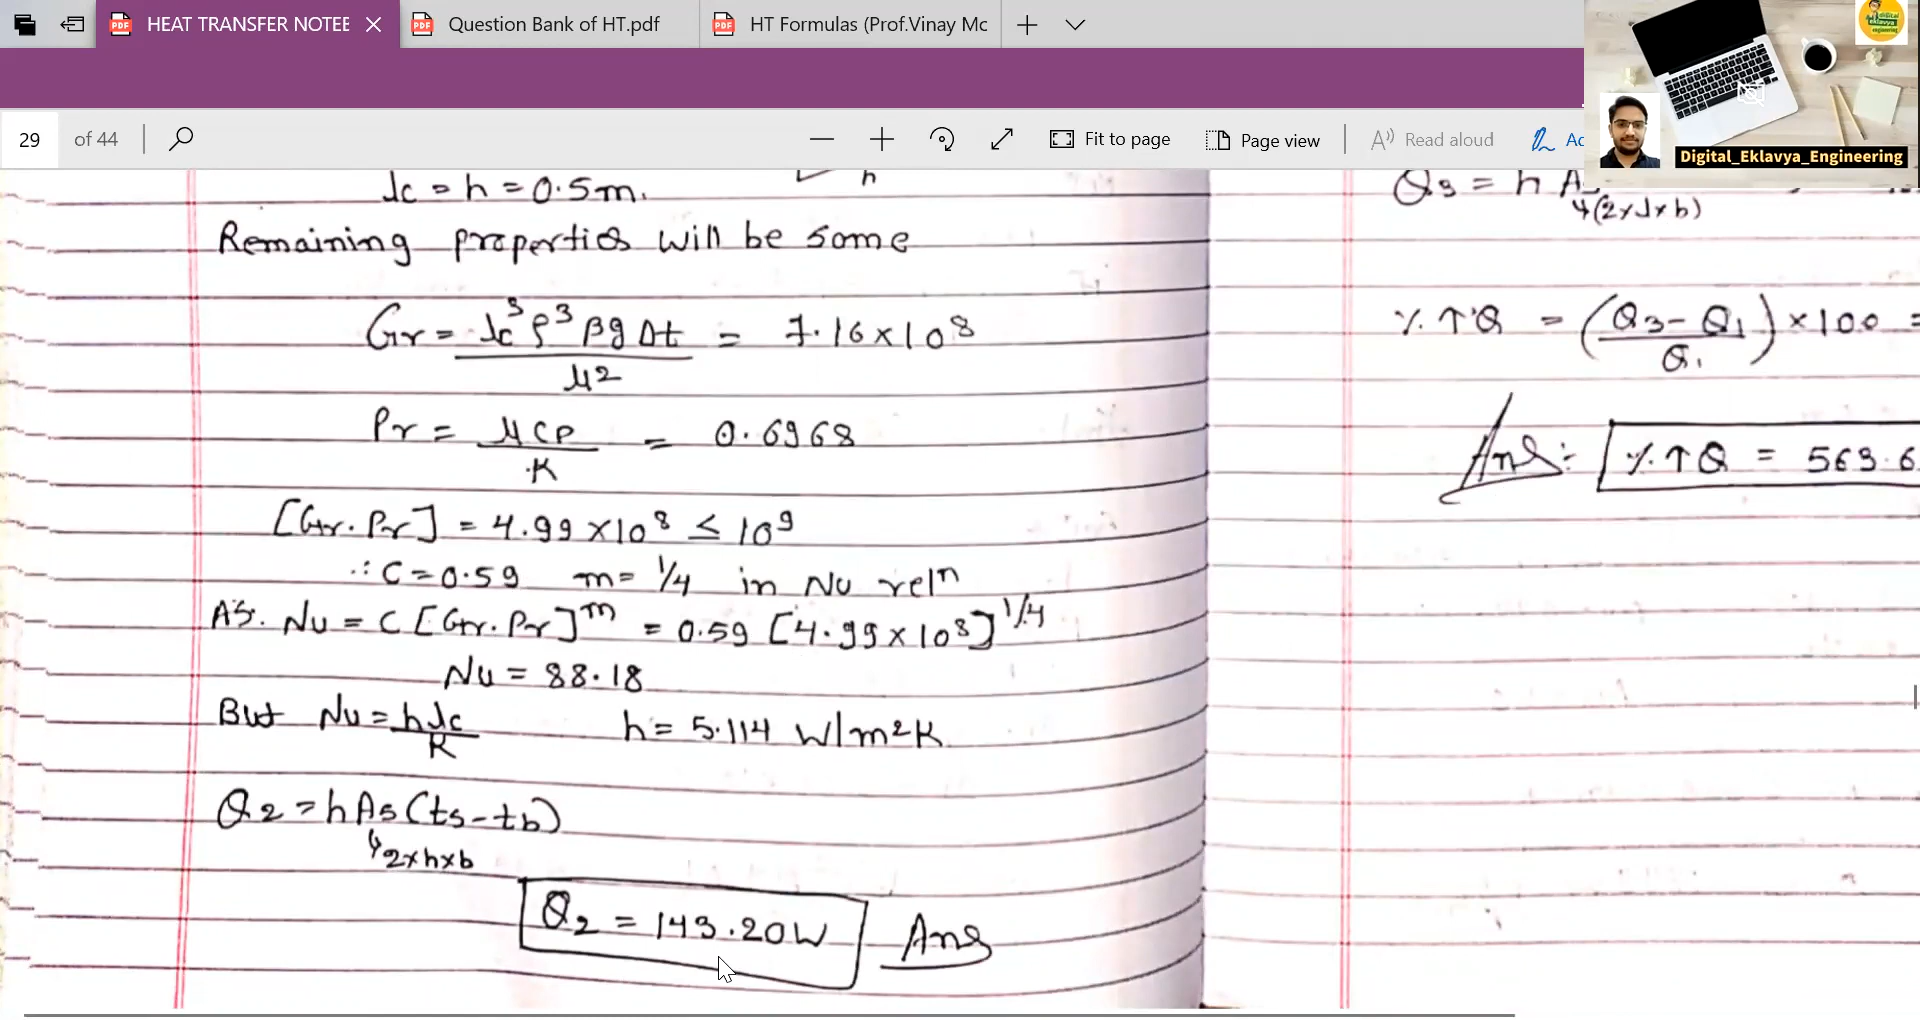 HEAT TRANSFER NOTEE
Question Bank of HT.pdf
HT Formulas (Prof.Vinay Mc
29 of 44
Fit to page
Page view
Read aloud
Digital_Eklavya_Engineering
lc = h = 0.5m.
h
Remaining properties will be same
Gr = lc³ρ³βgΔt / μ² = 7.16×10⁸
Pr = μCp / K = 0.6968
[Gr.Pr] = 4.99×10⁸ ≤ 10⁹
∴ C = 0.59 m = 1/4 in Nu relⁿ
As. Nu = C [Gr.Pr]ᵐ = 0.59 [4.99×10⁸]^1/4
Nu = 88.18
But Nu = hlc / K h = 5.114 W/m²K
Q2 = hAs(ts-tb)
↳ 2×h×b
Q2 = 143.20W Ans
Q3 = h A
↳ (2×l×b)
%↑Q = (Q3 - Q1 / Q1) × 100 =
Ans:- %↑Q = 563.6